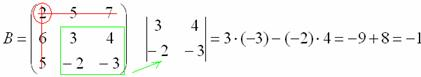 B = ( 2 5 7 ; 6 3 4 ; 5 −2 −3 ) | 3 4 ; −2 −3 | = 3·(−3)−(−2)·4 = −9+8 = −1